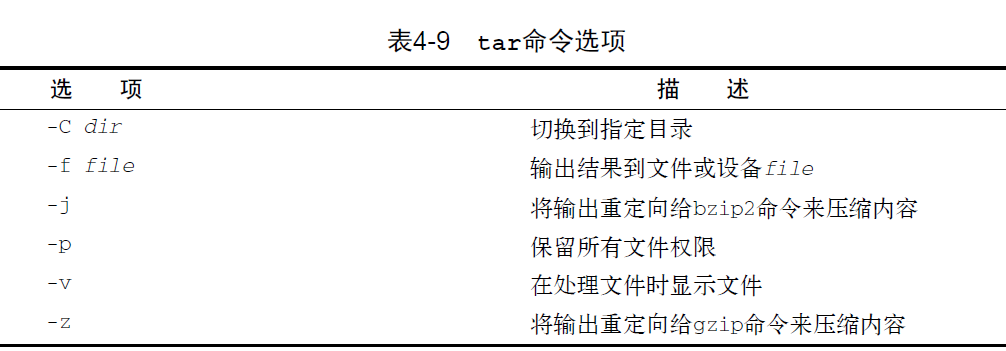 表4-9 tar命令选项
选 项 描 述
-C dir 切换到指定目录
-f file 输出结果到文件或设备file
-j 将输出重定向给bzip2命令来压缩内容
-p 保留所有文件权限
-v 在处理文件时显示文件
-z 将输出重定向给gzip命令来压缩内容